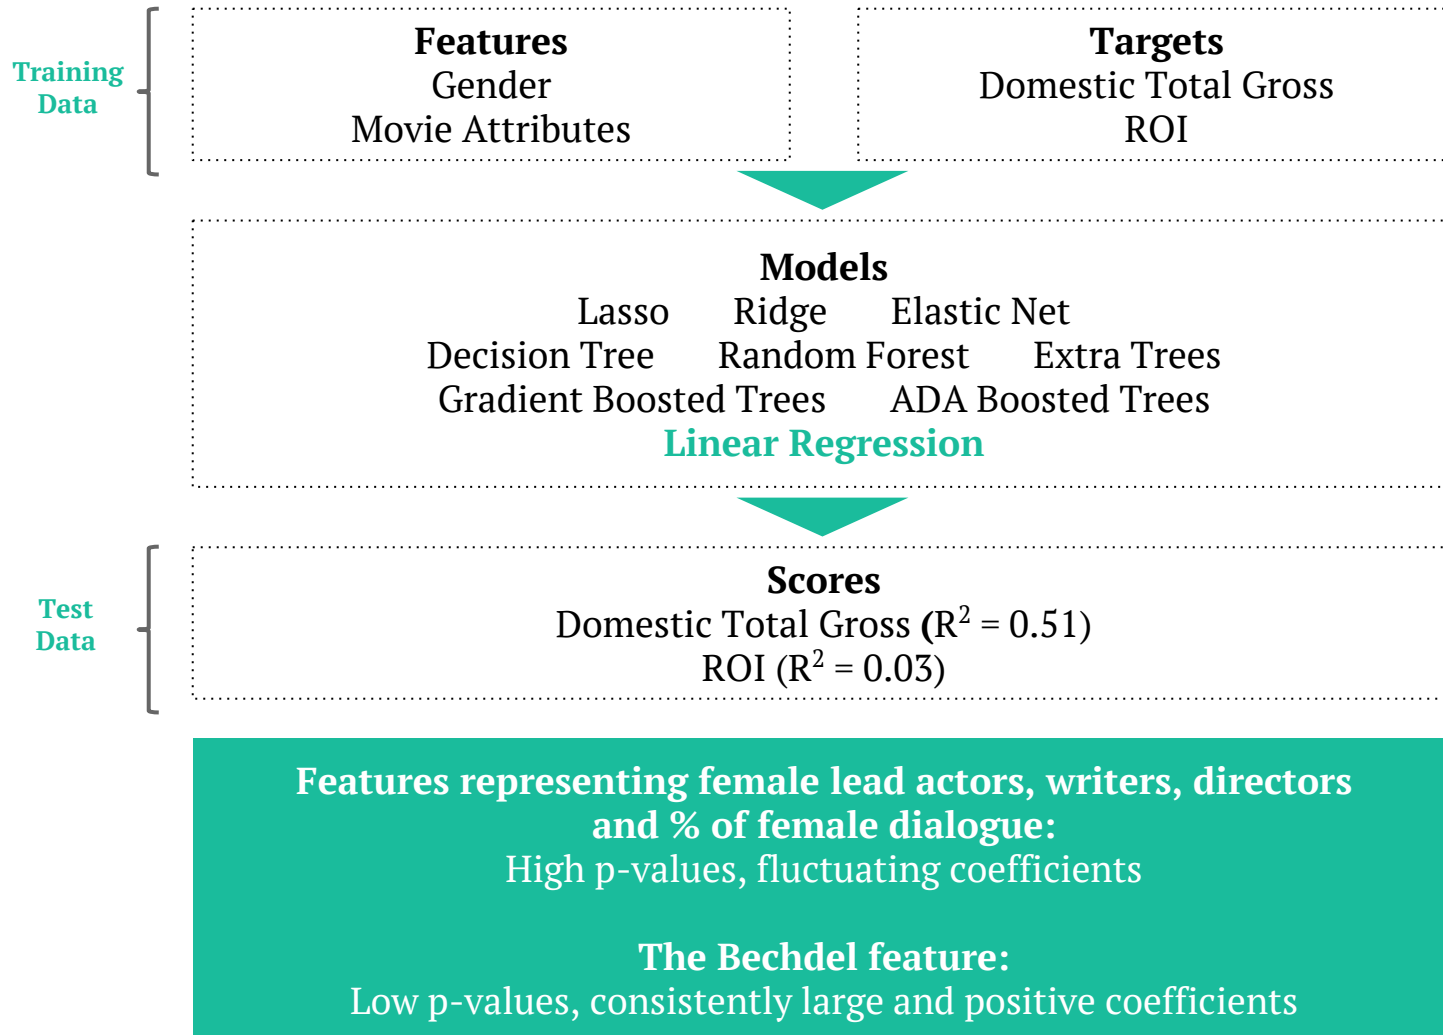 Training
Data
Features
Gender
Movie Attributes
Targets
Domestic Total Gross
ROI
Models
Lasso Ridge Elastic Net
Decision Tree Random Forest Extra Trees
Gradient Boosted Trees ADA Boosted Trees
Linear Regression
Test
Data
Scores
Domestic Total Gross (R² = 0.51)
ROI (R² = 0.03)
Features representing female lead actors, writers, directors
and % of female dialogue:
High p-values, fluctuating coefficients
The Bechdel feature:
Low p-values, consistently large and positive coefficients